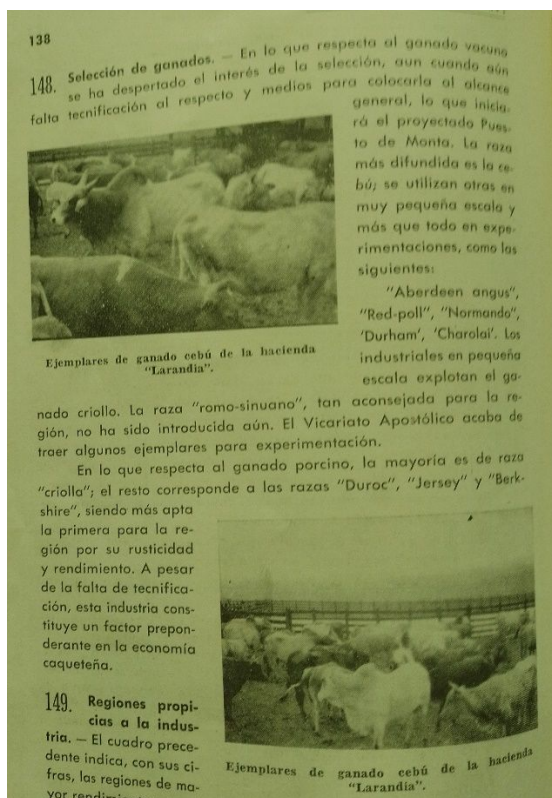 138
148. Selección de ganados. — En lo que respecta al ganado vacuno
se ha despertado el interés de la selección, aun cuando aún
falta tecnificación al respecto y medios para colocarla al alcance
general, lo que inicia-
rá el proyectado Pues-
to de Monta. La raza
más difundida es la ce-
bú; se utilizan otras en
muy pequeña escala y
más que todo en expe-
rimentaciones, como las
siguientes:
"Aberdeen angus",
"Red-poll", "Normando",
'Durham', 'Charolai'. Los
industriales en pequeña
escala explotan el ga-
Ejemplares de ganado cebú de la hacienda
"Larandia".
nado criollo. La raza "romo-sinuano", tan aconsejada para la re-
gión, no ha sido introducida aún. El Vicariato Apostólico acaba de
traer algunos ejemplares para experimentación.
En lo que respecta al ganado porcino, la mayoría es de raza
"criolla"; el resto corresponde a las razas "Duroc", "Jersey" y "Berk-
shire", siendo más apta
la primera para la re-
gión por su rusticidad
y rendimiento. A pesar
de la falta de tecnifica-
ción, esta industria cons-
tituye un factor prepon-
derante en la economía
caqueteña.
149. Regiones propi-
cias a la indus-
tria. — El cuadro prece-
dente indica, con sus ci-
fras, las regiones de ma-
yor
Ejemplares de ganado cebú de la hacienda
"Larandia".